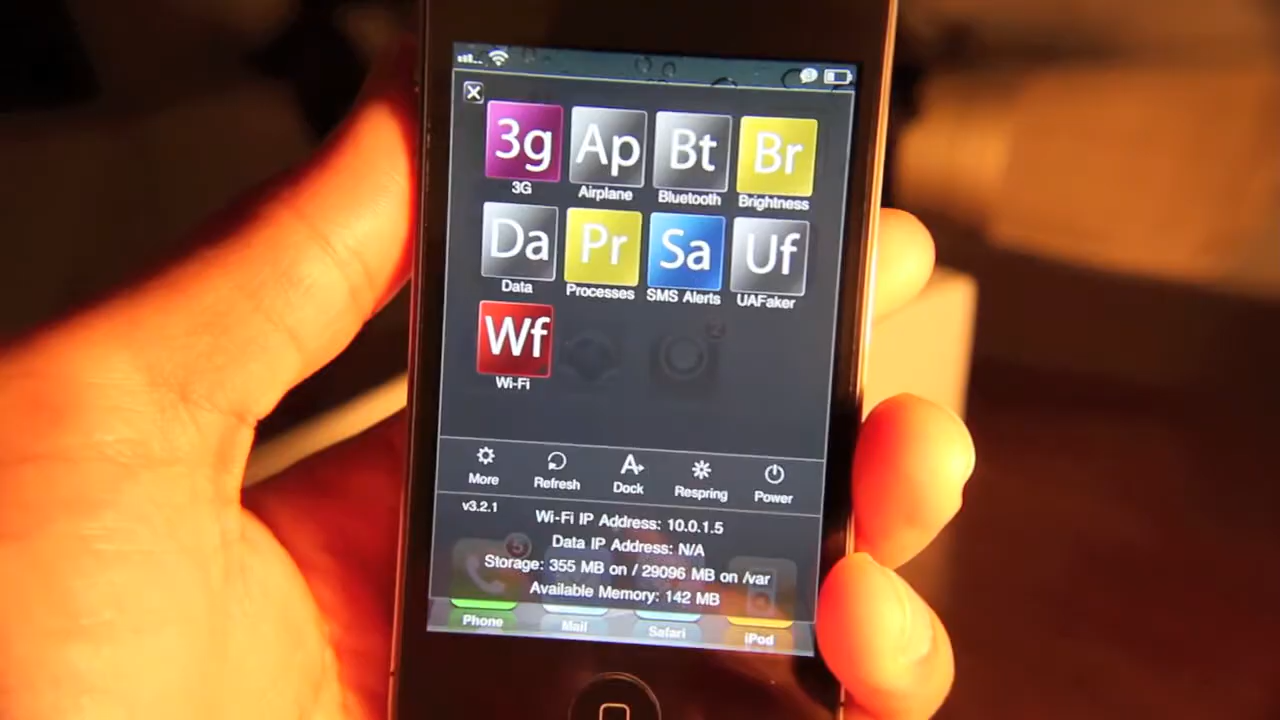 3g Ap Bt Br
3G Airplane Bluetooth Brightness
Da Pr Sa Uf
Data Processes SMS Alerts UAFaker
Wf
Wi-Fi
More Refresh Dock Respring Power
v3.2.1
Wi-Fi IP Address: 10.0.1.5
Data IP Address: N/A
Storage: 355 MB on / 29096 MB on /var
Available Memory: 142 MB
Phone Mail Safari iPod